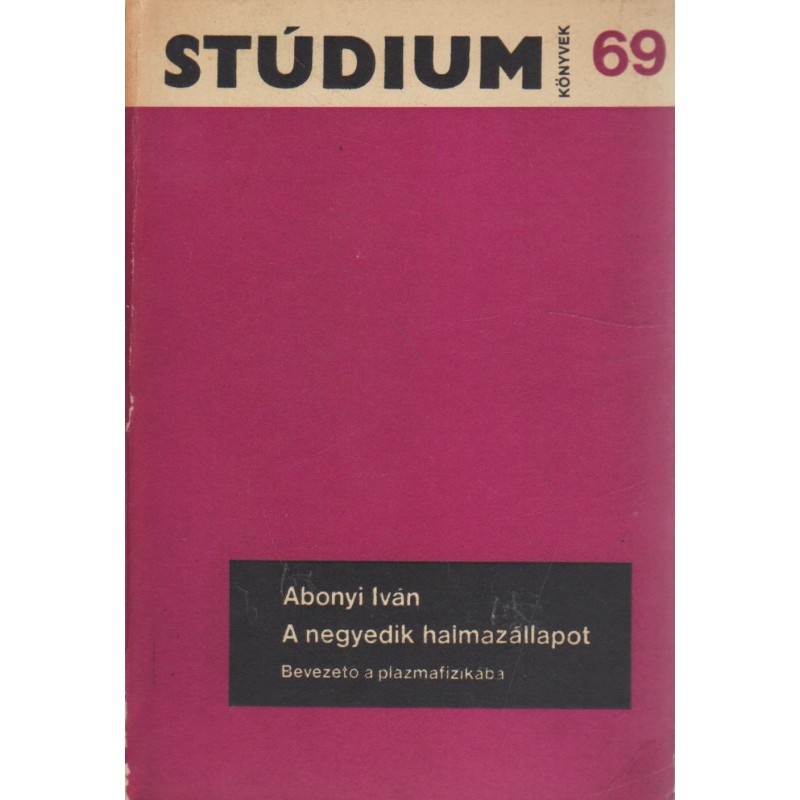 STÚDIUM KÖNYVEK 69
Abonyi Iván
A negyedik halmazállapot
Bevezető a plazmafizikába